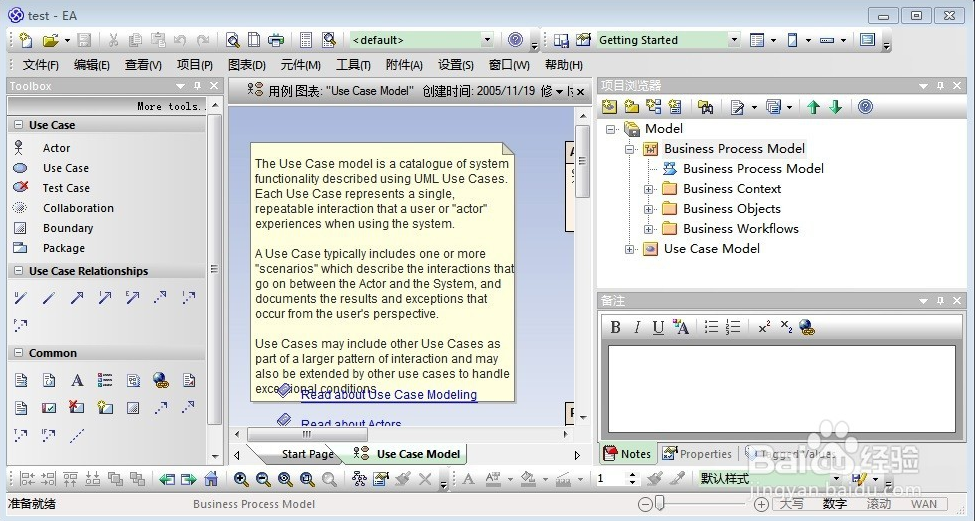 test - EA
<default>
Getting Started
文件(F) 编辑(E) 查看(V) 项目(P) 图表(D) 元件(M) 工具(T) 附件(A) 设置(S) 窗口(W) 帮助(H)
Toolbox
More tools.
Use Case
Actor
Use Case
Test Case
Collaboration
Boundary
Package
Use Case Relationships
Common
用例 图表: "Use Case Model" 创建时间: 2005/11/19 修
The Use Case model is a catalogue of system
functionality described using UML Use Cases.
Each Use Case represents a single,
repeatable interaction that a user or "actor"
experiences when using the system.
A Use Case typically includes one or more
"scenarios" which describe the interactions that
go on between the Actor and the System, and
documents the results and exceptions that
occur from the user's perspective.
Use Cases may include other Use Cases as
part of a larger pattern of interaction and may
also be extended by other use cases to handle
exceptional conditions
Read about Use Case Modeling
Read about Actors
Start Page Use Case Model
项目浏览器
Model
Business Process Model
Business Process Model
Business Context
Business Objects
Business Workflows
Use Case Model
备注
B I U A x² x₂
Notes Properties Tagged Values
1 默认样式
Baidu 经验
jingyan.baidu.com
准备就绪 Business Process Model 大写 数字 滚动 WAN